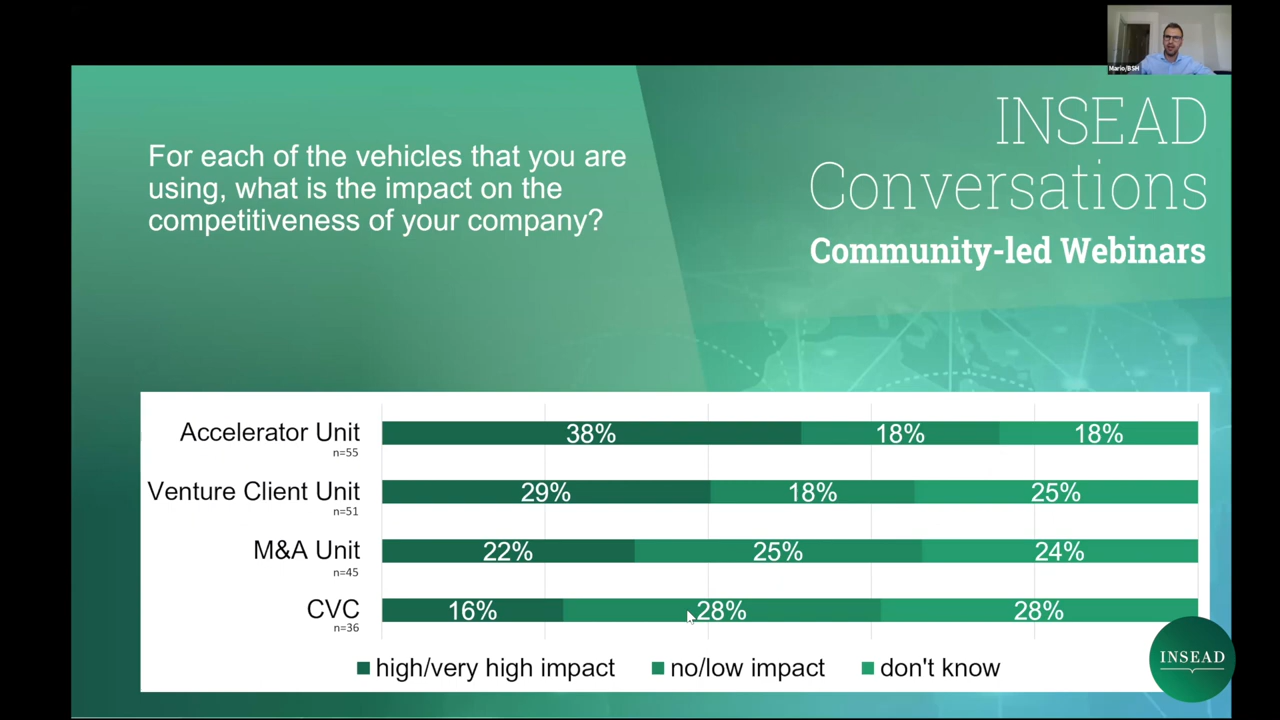 Mario/BSH
INSEAD
Conversations
Community-led Webinars
For each of the vehicles that you are
using, what is the impact on the
competitiveness of your company?
Accelerator Unit 38% 18% 18%
n=55
Venture Client Unit 29% 18% 25%
n=51
M&A Unit 22% 25% 24%
n=45
CVC 16% 28% 28%
n=36
high/very high impact no/low impact don't know
INSEAD